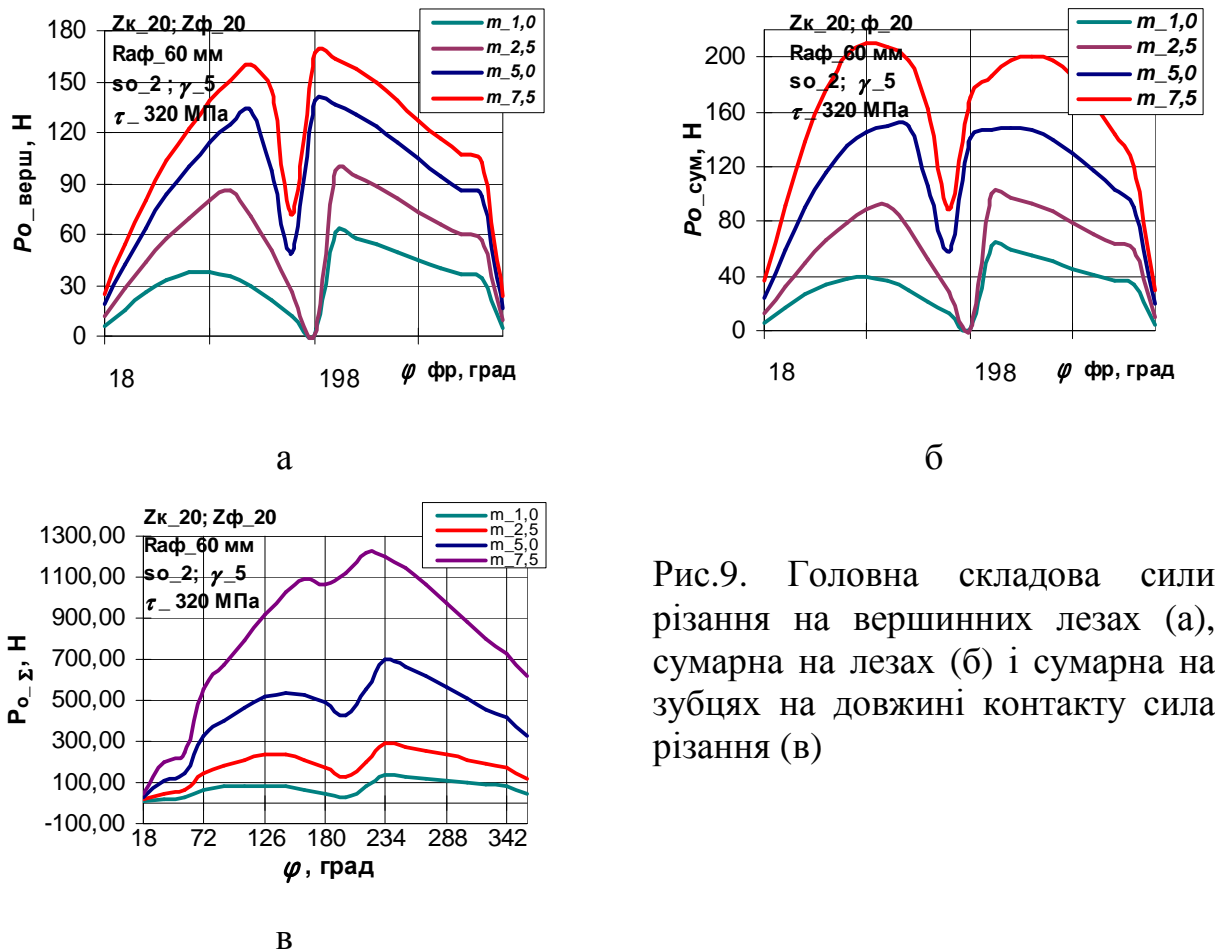 Zк_20; Zф_20
Rаф_60 мм
so_2 ; γ_5
τ_ 320 МПа
m_1,0
m_2,5
m_5,0
m_7,5
180
150
120
90
60
30
0
Po_верш, Н
18
198
φ фр, град
а
Zк_20; ф_20
Rаф_60 мм
so_2; γ_5
τ_ 320 МПа
m_1,0
m_2,5
m_5,0
m_7,5
200
160
120
80
40
0
Po_сум, Н
18
198
φ фр, град
б
Zк_20; Zф_20
Rаф_60 мм
so_2; γ_5
τ_ 320 МПа
m_1,0
m_2,5
m_5,0
m_7,5
1300,00
1100,00
900,00
700,00
500,00
300,00
100,00
-100,00
Po_Σ, Н
18 72 126 180 234 288 342
φ, град
в
Рис.9. Головна складова сили
різання на вершинних лезах (а),
сумарна на лезах (б) і сумарна на
зубцях на довжині контакту сила
різання (в)